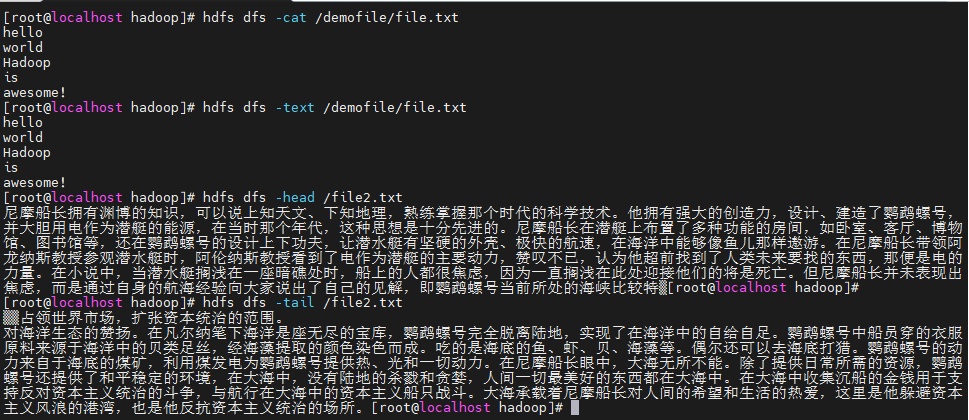 [root@localhost hadoop]# hdfs dfs -cat /demofile/file.txt
hello
world
Hadoop
is
awesome!
[root@localhost hadoop]# hdfs dfs -text /demofile/file.txt
hello
world
Hadoop
is
awesome!
[root@localhost hadoop]# hdfs dfs -head /file2.txt
尼摩船长拥有渊博的知识，可以说上知天文、下知地理，熟练掌握那个时代的科学技术。他拥有强大的创造力，设计、建造了鹦鹉螺号，
并大胆用电作为潜艇的能源，在当时那个年代，这种思想是十分先进的。尼摩船长在潜艇上布置了多种功能的房间，如卧室、客厅、博物
馆、图书馆等，还在鹦鹉螺号的设计上下功夫，让潜水艇有坚硬的外壳、极快的航速，在海洋中能够像鱼儿那样遨游。在尼摩船长带领阿
龙纳斯教授参观潜水艇时，阿伦纳斯教授看到了电作为潜艇的主要动力，赞叹不已，认为他超前找到了人类未来要找的东西，那便是电的
力量。在小说中，当潜水艇搁浅在一座暗礁处时，船上的人都很焦虑，因为一直搁浅在此处迎接他们的将是死亡。但尼摩船长并未表现出
焦虑，而是通过自身的航海经验向大家说出了自己的见解，即鹦鹉螺号当前所处的海峡比较特▒[root@localhost hadoop]#
[root@localhost hadoop]# hdfs dfs -tail /file2.txt
▒▒占领世界市场，扩张资本统治的范围。
对海洋生态的赞扬。在凡尔纳笔下海洋是座无尽的宝库，鹦鹉螺号完全脱离陆地，实现了在海洋中的自给自足。鹦鹉螺号中船员穿的衣服
原料来源于海洋中的贝类足丝，经海藻提取的颜色染色而成。吃的是海底的鱼、虾、贝、海藻等。偶尔还可以去海底打猎。鹦鹉螺号的动
力来自于海底的煤矿，利用煤发电为鹦鹉螺号提供热、光和一切动力。在尼摩船长眼中，大海无所不能。除了提供日常所需的资源，鹦鹉
螺号还提供了和平稳定的环境，在大海中，没有陆地的杀戮和贪婪，人间一切最美好的东西都在大海中。在大海中收集沉船的金钱用于支
持反对资本主义统治的斗争，与航行在大海中的资本主义船只战斗。大海承载着尼摩船长对人间的希望和生活的热爱，这里是他躲避资本
主义风浪的港湾，也是他反抗资本主义统治的场所。[root@localhost hadoop]#